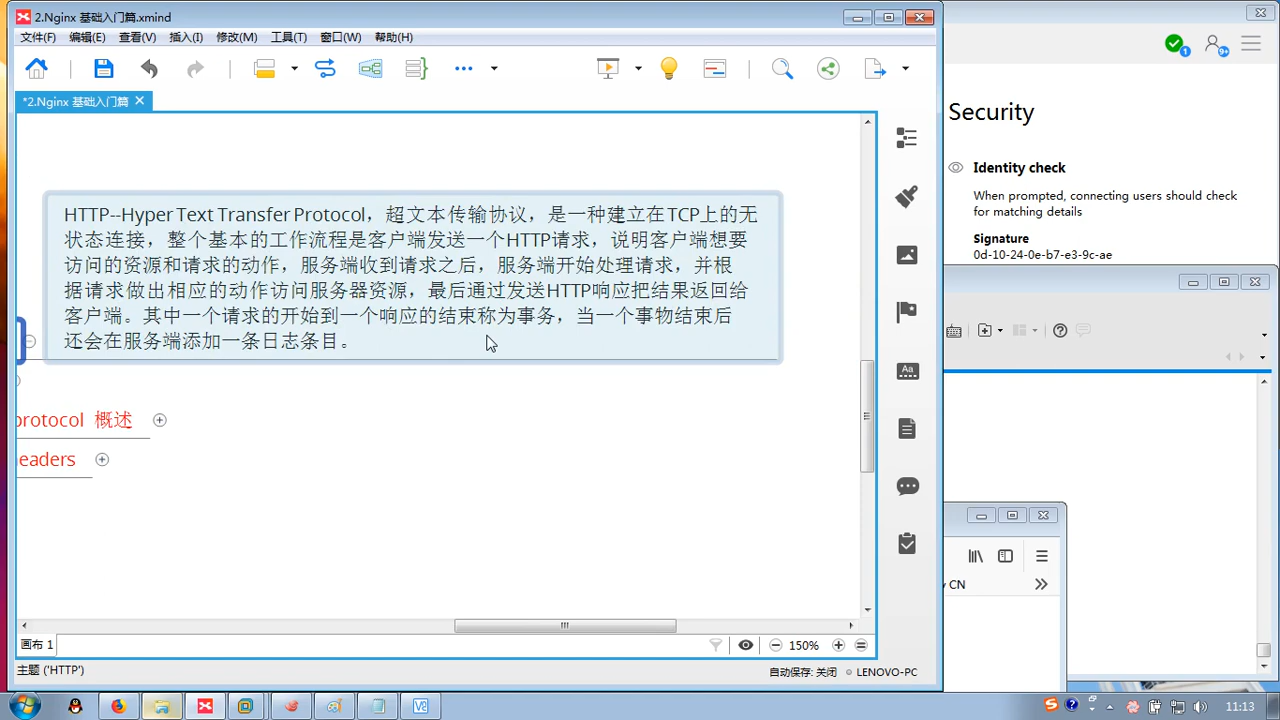 2.Nginx 基础入门篇.xmind
文件(F) 编辑(E) 查看(V) 插入(I) 修改(M) 工具(T) 窗口(W) 帮助(H)
*2.Nginx 基础入门篇
HTTP--Hyper Text Transfer Protocol，超文本传输协议，是一种建立在TCP上的无
状态连接，整个基本的工作流程是客户端发送一个HTTP请求，说明客户端想要
访问的资源和请求的动作，服务端收到请求之后，服务端开始处理请求，并根
据请求做出相应的动作访问服务器资源，最后通过发送HTTP响应把结果返回给
客户端。其中一个请求的开始到一个响应的结束称为事务，当一个事物结束后
还会在服务端添加一条日志条目。
protocol 概述
headers
画布 1
150%
主题 ('HTTP')
自动保存: 关闭
LENOVO-PC
Aa
1
9+
Security
Identity check
When prompted, connecting users should check
for matching details
Signature
0d-10-24-0e-b7-e3-9c-ae
CN
11:13